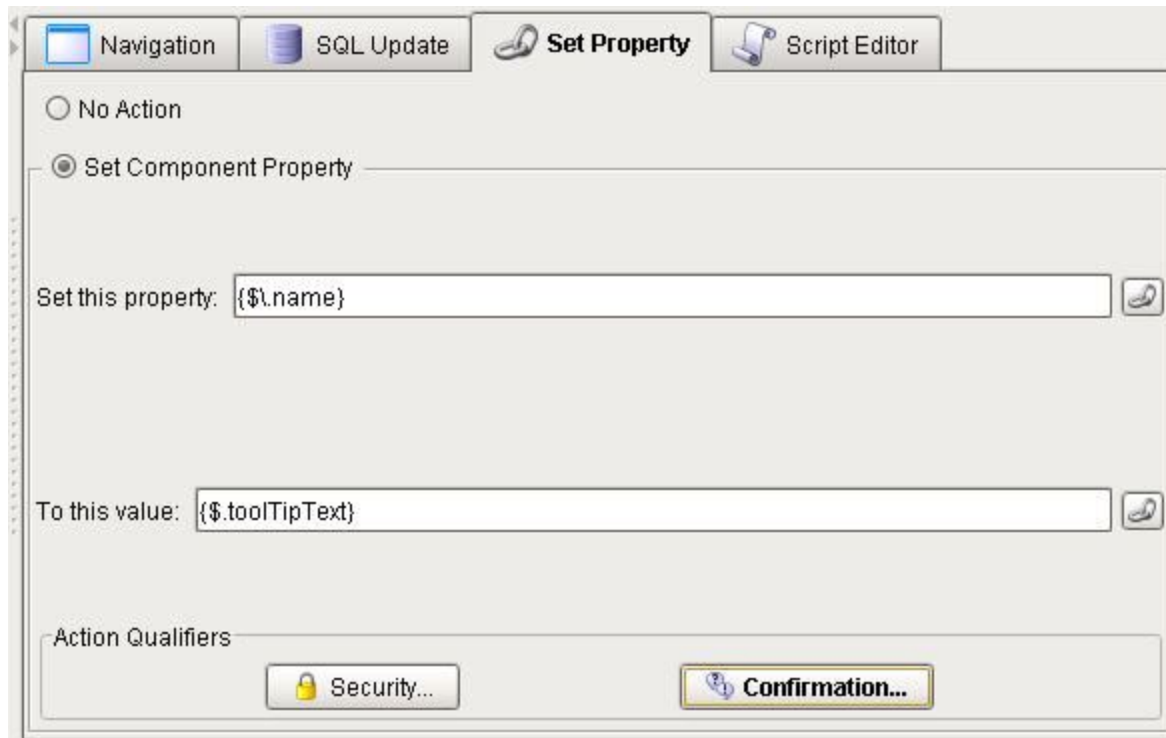 Navigation SQL Update Set Property Script Editor
No Action
Set Component Property
Set this property: {$\.name}
To this value: {$.toolTipText}
Action Qualifiers
Security... Confirmation...